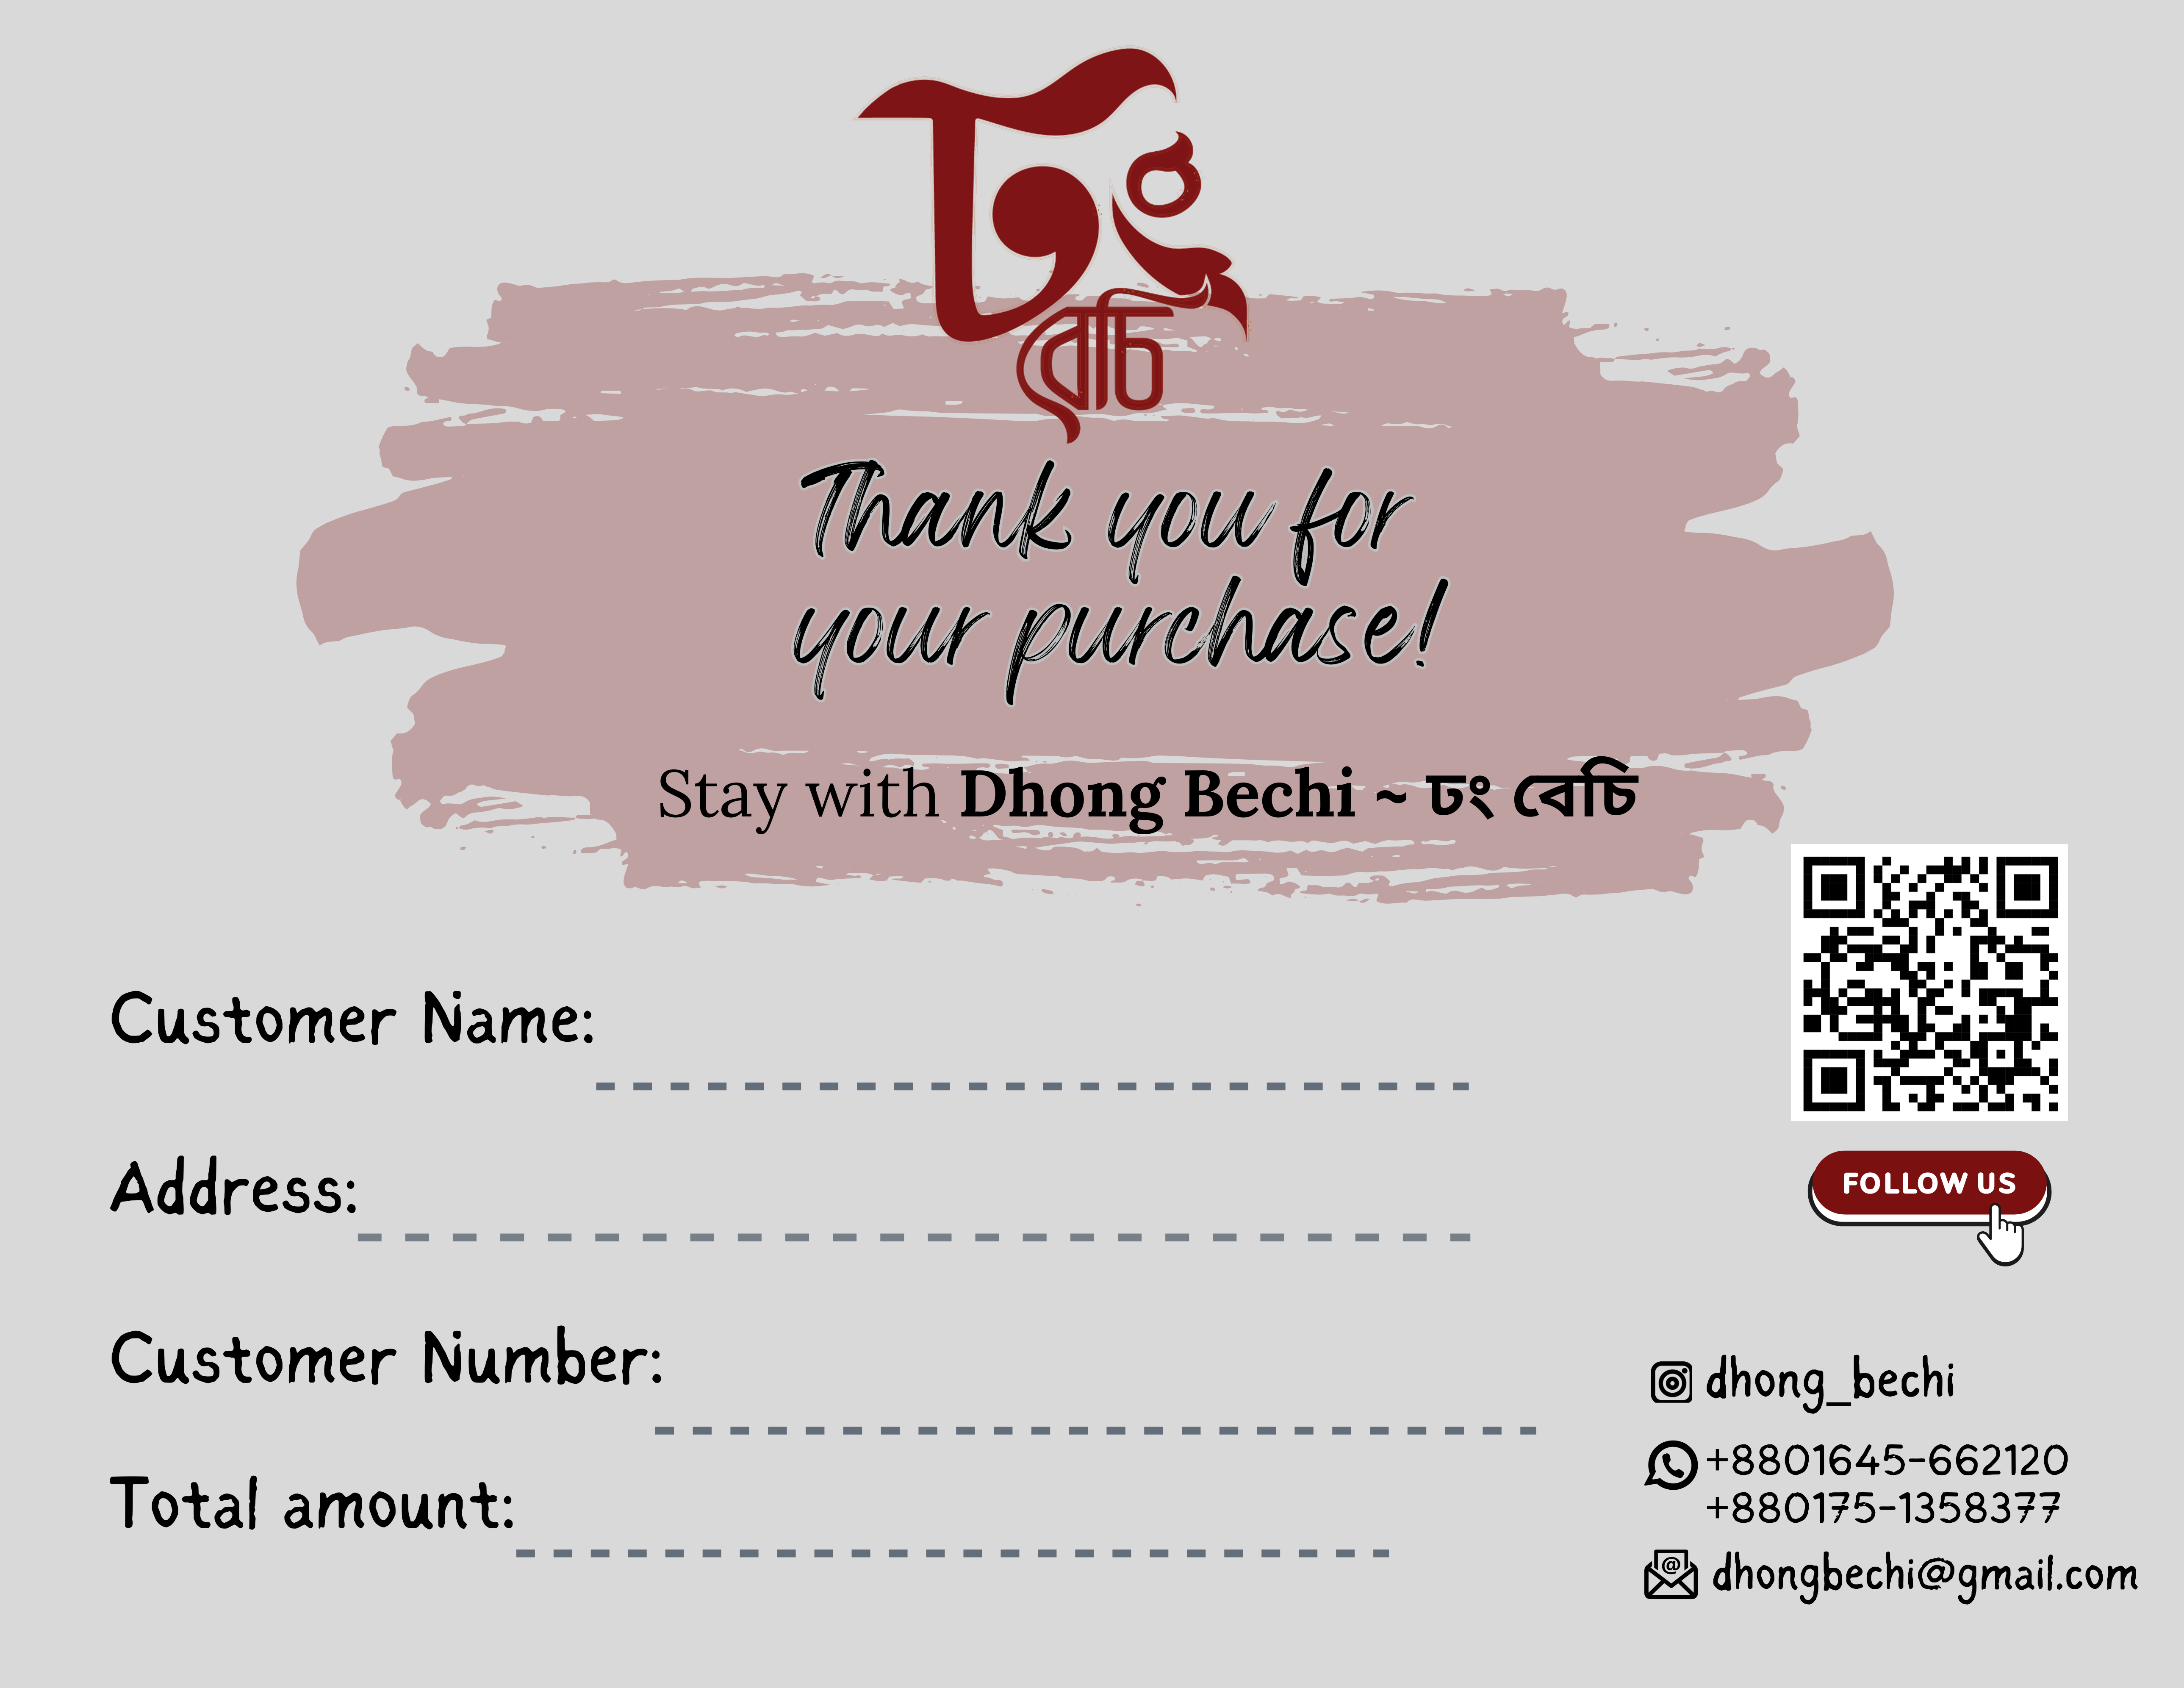 ঢং
বেচি
Thank you for
your purchase!
Stay with Dhong Bechi ~ ঢং বেচি
Customer Name:
Address:
FOLLOW US
Customer Number:
Total amount:
dhong_bechi
+8801645-662120
+880175-1358377
dhongbechi@gmail.com